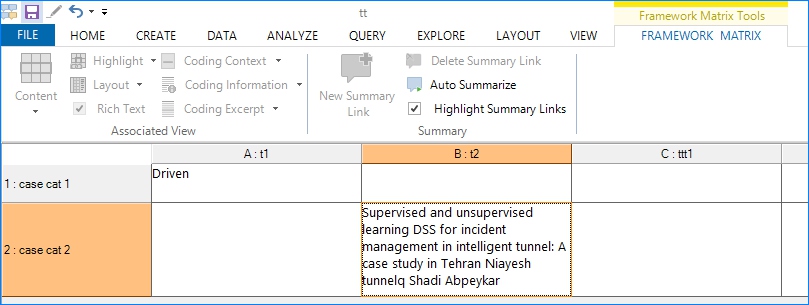 tt
Framework Matrix Tools
FILE HOME CREATE DATA ANALYZE QUERY EXPLORE LAYOUT VIEW FRAMEWORK MATRIX
Content
Highlight
Layout
Rich Text
Coding Context
Coding Information
Coding Excerpt
Associated View
New Summary
Link
Delete Summary Link
Auto Summarize
Highlight Summary Links
Summary
A : t1 B : t2 C : ttt1
1 : case cat 1 Driven
2 : case cat 2
Supervised and unsupervised
learning DSS for incident
management in intelligent tunnel: A
case study in Tehran Niayesh
tunnelq Shadi Abpeykar